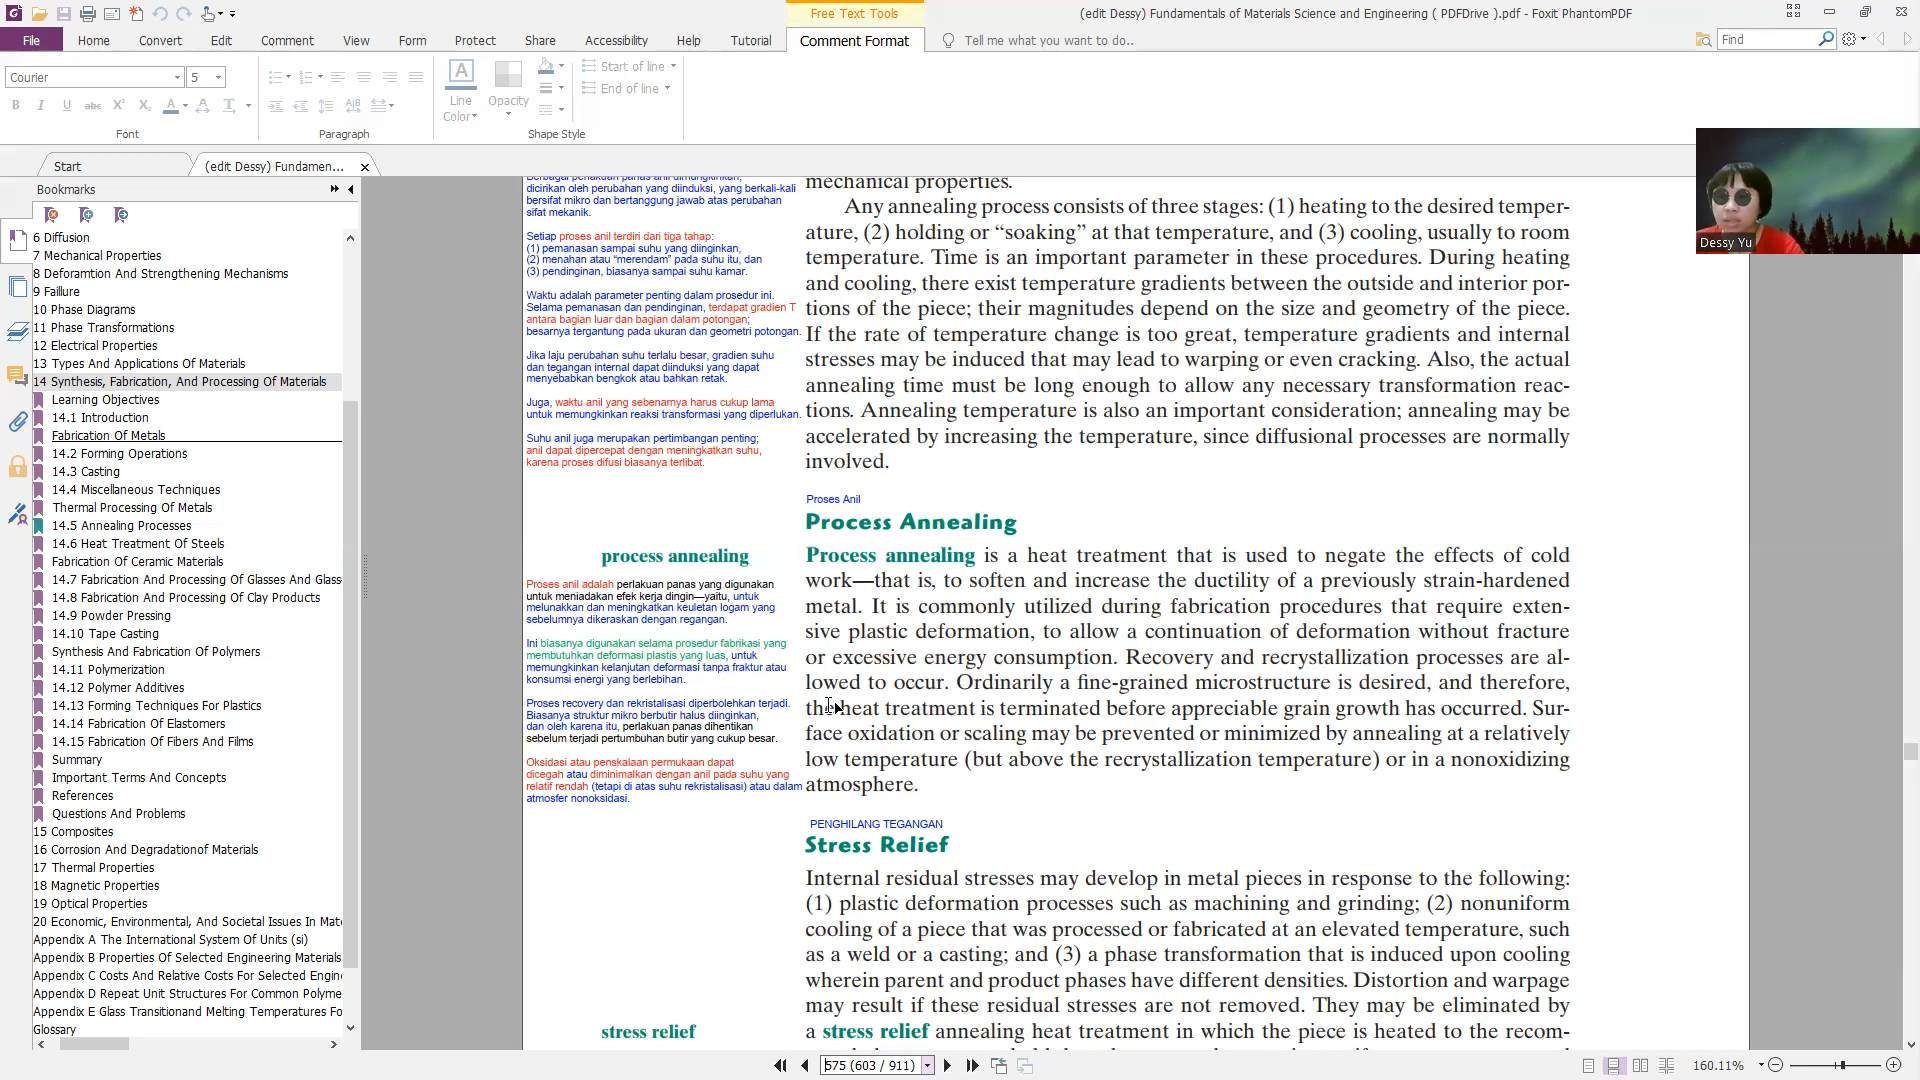 Free Text Tools
(edit Dessy) Fundamentals of Materials Science and Engineering ( PDFDrive ).pdf - Foxit PhantomPDF
File Home Convert Edit Comment View Form Protect Share Accessibility Help Tutorial Comment Format Tell me what you want to do.. Find
Courier 5
B I U abc X² X₂ A A T
Line Color
Opacity
Start of line
End of line
Font Paragraph Shape Style
Start (edit Dessy) Fundamen...
Bookmarks
6 Diffusion
7 Mechanical Properties
8 Deforamtion And Strengthening Mechanisms
9 Failure
10 Phase Diagrams
11 Phase Transformations
12 Electrical Properties
13 Types And Applications Of Materials
14 Synthesis, Fabrication, And Processing Of Materials
Learning Objectives
14.1 Introduction
Fabrication Of Metals
14.2 Forming Operations
14.3 Casting
14.4 Miscellaneous Techniques
Thermal Processing Of Metals
14.5 Annealing Processes
14.6 Heat Treatment Of Steels
Fabrication Of Ceramic Materials
14.7 Fabrication And Processing Of Glasses And Glass
14.8 Fabrication And Processing Of Clay Products
14.9 Powder Pressing
14.10 Tape Casting
Synthesis And Fabrication Of Polymers
14.11 Polymerization
14.12 Polymer Additives
14.13 Forming Techniques For Plastics
14.14 Fabrication Of Elastomers
14.15 Fabrication Of Fibers And Films
Summary
Important Terms And Concepts
References
Questions And Problems
15 Composites
16 Corrosion And Degradationof Materials
17 Thermal Properties
18 Magnetic Properties
19 Optical Properties
20 Economic, Environmental, And Societal Issues In Mate
Appendix A The International System Of Units (si)
Appendix B Properties Of Selected Engineering Materials
Appendix C Costs And Relative Costs For Selected Engine
Appendix D Repeat Unit Structures For Common Polyme
Appendix E Glass Transitionand Melting Temperatures Fo
Glossary
Berbagai perlakuan panas anil dimungkinkan,
dicirikan oleh perubahan yang diinduksi, yang berkali-kali
bersifat mikro dan bertanggung jawab atas perubahan
sifat mekanik.
Setiap proses anil terdiri dari tiga tahap:
(1) pemanasan sampai suhu yang diinginkan,
(2) menahan atau “merendam” pada suhu itu, dan
(3) pendinginan, biasanya sampai suhu kamar.
Waktu adalah parameter penting dalam prosedur ini.
Selama pemanasan dan pendinginan, terdapat gradien T
antara bagian luar dan bagian dalam potongan;
besarnya tergantung pada ukuran dan geometri potongan.
Jika laju perubahan suhu terlalu besar, gradien suhu
dan tegangan internal dapat diinduksi yang dapat
menyebabkan bengkok atau bahkan retak.
Juga, waktu anil yang sebenarnya harus cukup lama
untuk memungkinkan reaksi transformasi yang diperlukan.
Suhu anil juga merupakan pertimbangan penting;
anil dapat dipercepat dengan meningkatkan suhu,
karena proses difusi biasanya terlibat.
process annealing
Proses anil adalah perlakuan panas yang digunakan
untuk meniadakan efek kerja dingin—yaitu, untuk
melunakkan dan meningkatkan keuletan logam yang
sebelumnya dikeraskan dengan regangan.
Ini biasanya digunakan selama prosedur fabrikasi yang
membutuhkan deformasi plastis yang luas, untuk
memungkinkan kelanjutan deformasi tanpa fraktur atau
konsumsi energi yang berlebihan.
Proses recovery dan rekristalisasi diperbolehkan terjadi.
Biasanya struktur mikro berbutir halus diinginkan,
dan oleh karena itu, perlakuan panas dihentikan
sebelum terjadi pertumbuhan butir yang cukup besar.
Oksidasi atau penskalaan permukaan dapat
dicegah atau diminimalkan dengan anil pada suhu yang
relatif rendah (tetapi di atas suhu rekristalisasi) atau dalam
atmosfer nonoksidasi.
stress relief
mechanical properties.
Any annealing process consists of three stages: (1) heating to the desired temper-
ature, (2) holding or “soaking” at that temperature, and (3) cooling, usually to room
temperature. Time is an important parameter in these procedures. During heating
and cooling, there exist temperature gradients between the outside and interior por-
tions of the piece; their magnitudes depend on the size and geometry of the piece.
If the rate of temperature change is too great, temperature gradients and internal
stresses may be induced that may lead to warping or even cracking. Also, the actual
annealing time must be long enough to allow any necessary transformation reac-
tions. Annealing temperature is also an important consideration; annealing may be
accelerated by increasing the temperature, since diffusional processes are normally
involved.
Proses Anil
Process Annealing
Process annealing is a heat treatment that is used to negate the effects of cold
work—that is, to soften and increase the ductility of a previously strain-hardened
metal. It is commonly utilized during fabrication procedures that require exten-
sive plastic deformation, to allow a continuation of deformation without fracture
or excessive energy consumption. Recovery and recrystallization processes are al-
lowed to occur. Ordinarily a fine-grained microstructure is desired, and therefore,
the heat treatment is terminated before appreciable grain growth has occurred. Sur-
face oxidation or scaling may be prevented or minimized by annealing at a relatively
low temperature (but above the recrystallization temperature) or in a nonoxidizing
atmosphere.
PENGHILANG TEGANGAN
Stress Relief
Internal residual stresses may develop in metal pieces in response to the following:
(1) plastic deformation processes such as machining and grinding; (2) nonuniform
cooling of a piece that was processed or fabricated at an elevated temperature, such
as a weld or a casting; and (3) a phase transformation that is induced upon cooling
wherein parent and product phases have different densities. Distortion and warpage
may result if these residual stresses are not removed. They may be eliminated by
a stress relief annealing heat treatment in which the piece is heated to the recom-
Dessy Yu
575 (603 / 911)
160.11%